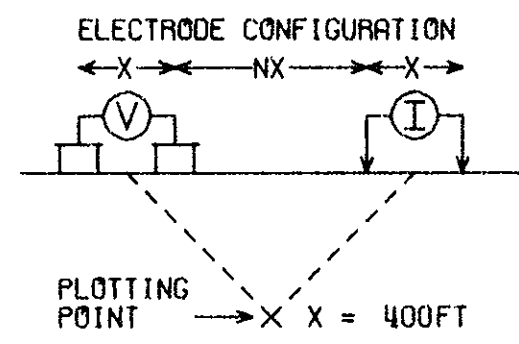 ELECTRODE CONFIGURATION
X NX X
V I
PLOTTING
POINT X X = 400FT